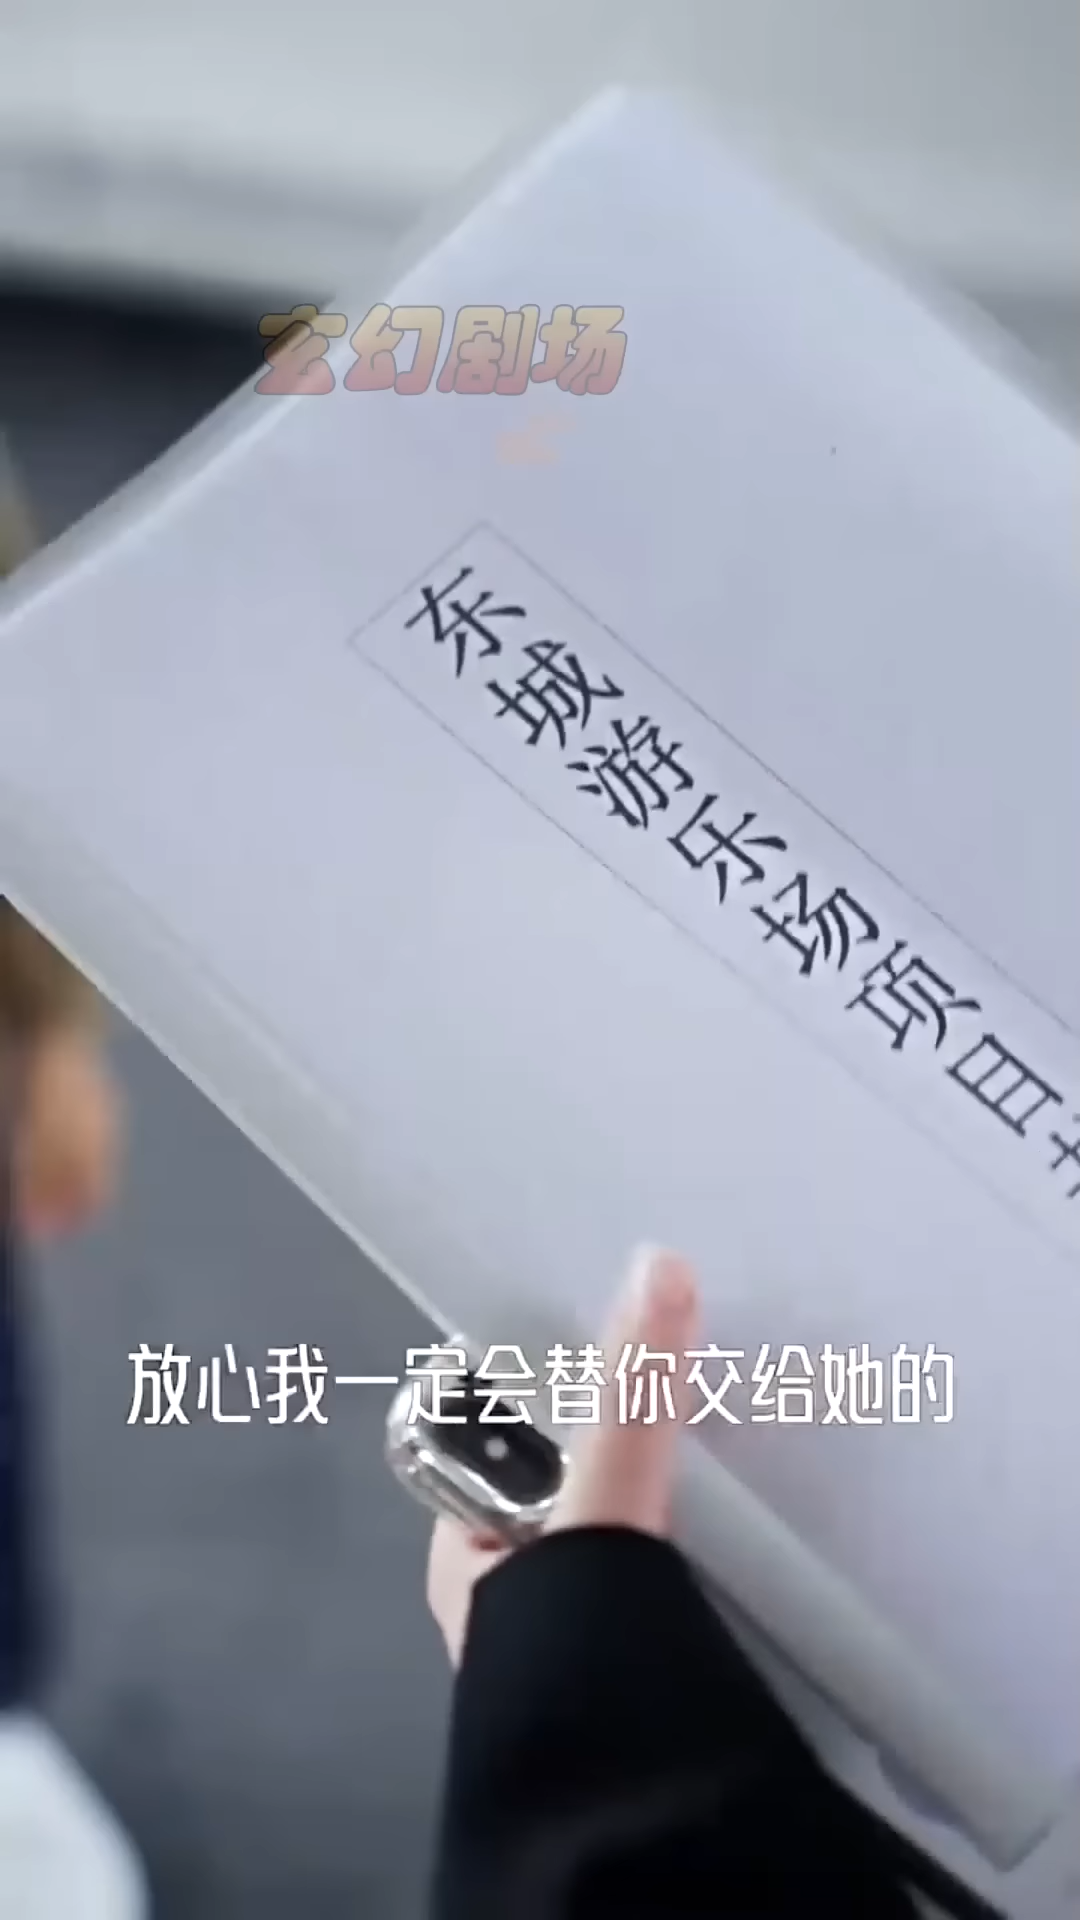 玄幻剧场
东城游乐场项目
放心我一定会替你交给她的